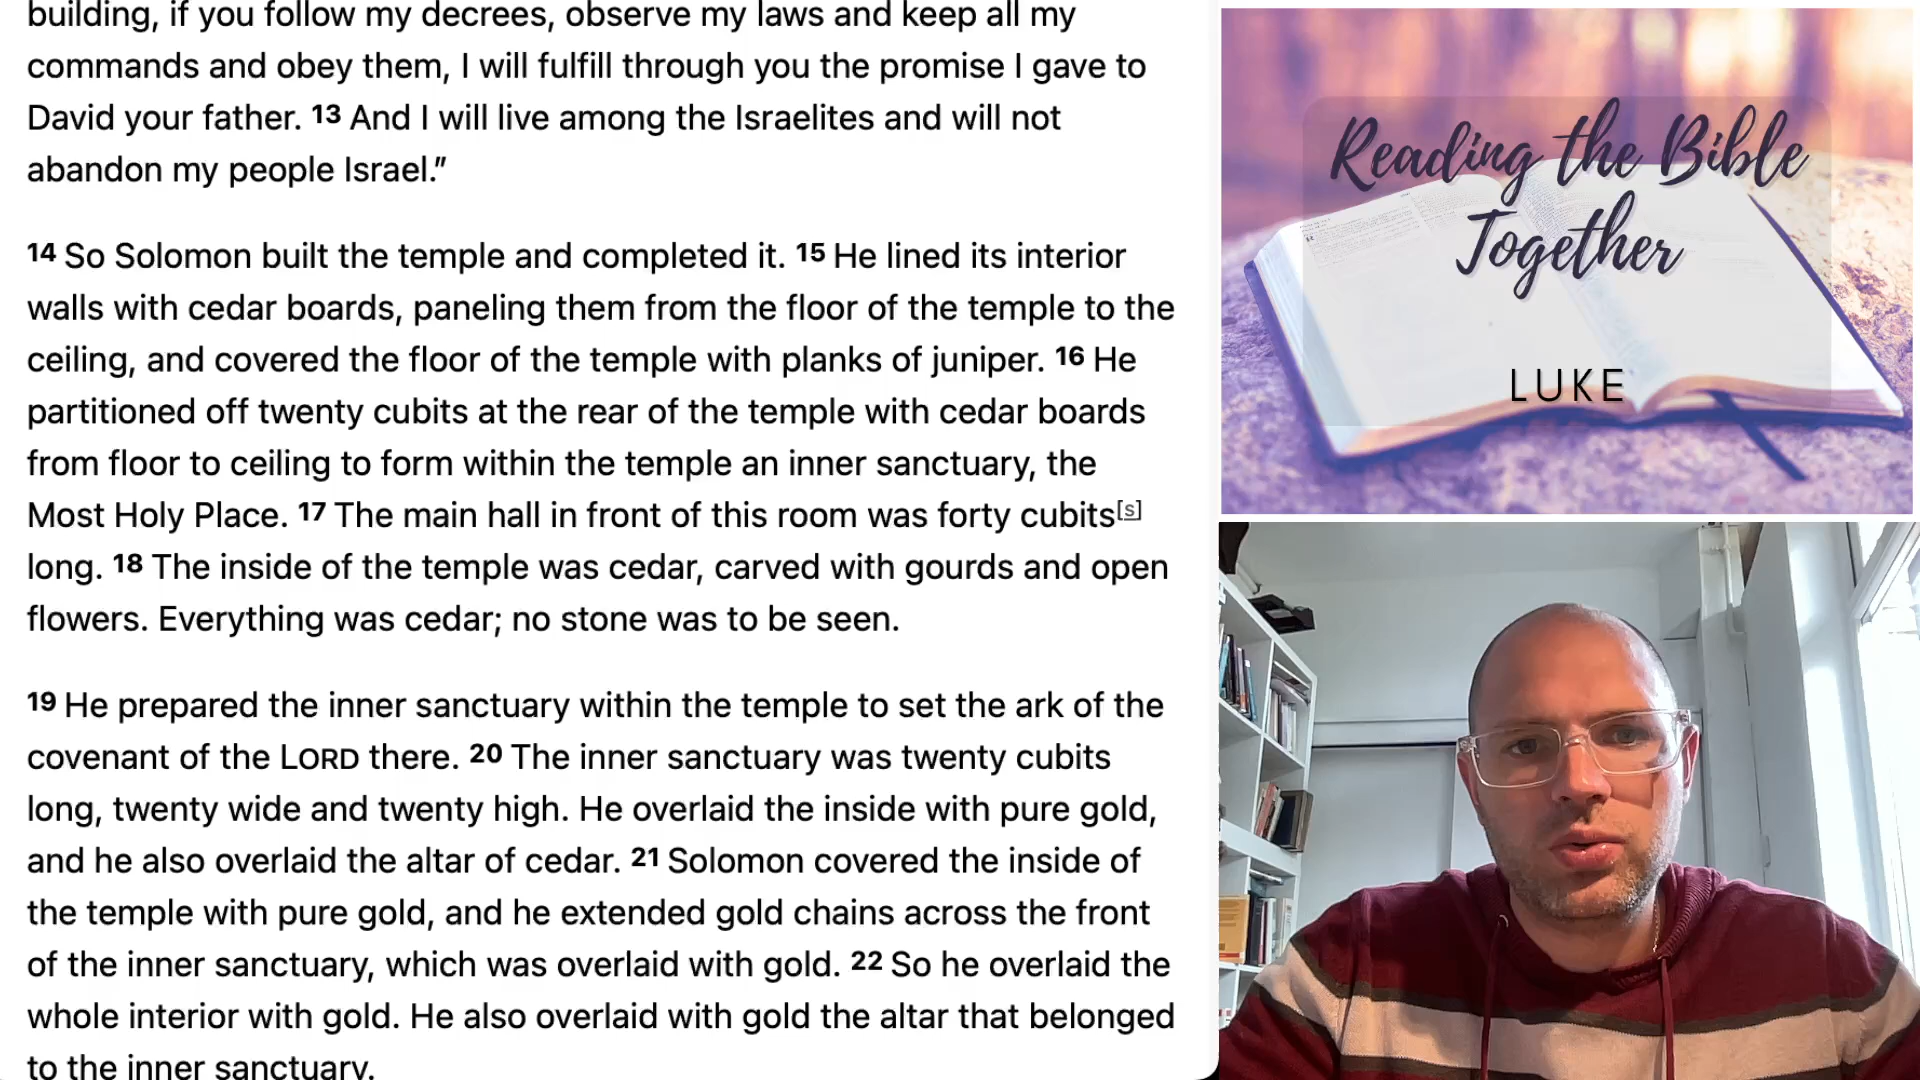 building, if you follow my decrees, observe my laws and keep all my
commands and obey them, I will fulfill through you the promise I gave to
David your father. 13 And I will live among the Israelites and will not
abandon my people Israel.”
14 So Solomon built the temple and completed it. 15 He lined its interior
walls with cedar boards, paneling them from the floor of the temple to the
ceiling, and covered the floor of the temple with planks of juniper. 16 He
partitioned off twenty cubits at the rear of the temple with cedar boards
from floor to ceiling to form within the temple an inner sanctuary, the
Most Holy Place. 17 The main hall in front of this room was forty cubits[s]
long. 18 The inside of the temple was cedar, carved with gourds and open
flowers. Everything was cedar; no stone was to be seen.
19 He prepared the inner sanctuary within the temple to set the ark of the
covenant of the LORD there. 20 The inner sanctuary was twenty cubits
long, twenty wide and twenty high. He overlaid the inside with pure gold,
and he also overlaid the altar of cedar. 21 Solomon covered the inside of
the temple with pure gold, and he extended gold chains across the front
of the inner sanctuary, which was overlaid with gold. 22 So he overlaid the
whole interior with gold. He also overlaid with gold the altar that belonged
to the inner sanctuary.
Reading the Bible
Together
LUKE